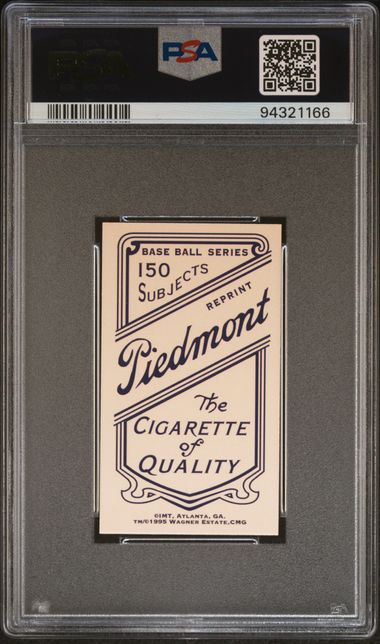 PSA
PSA
94321166
BASE BALL SERIES
150
SUBJECTS
REPRINT
Piedmont
The
CIGARETTE
of
QUALITY
©IMT, ATLANTA, GA.
TM/©1995 WAGNER ESTATE, CMG